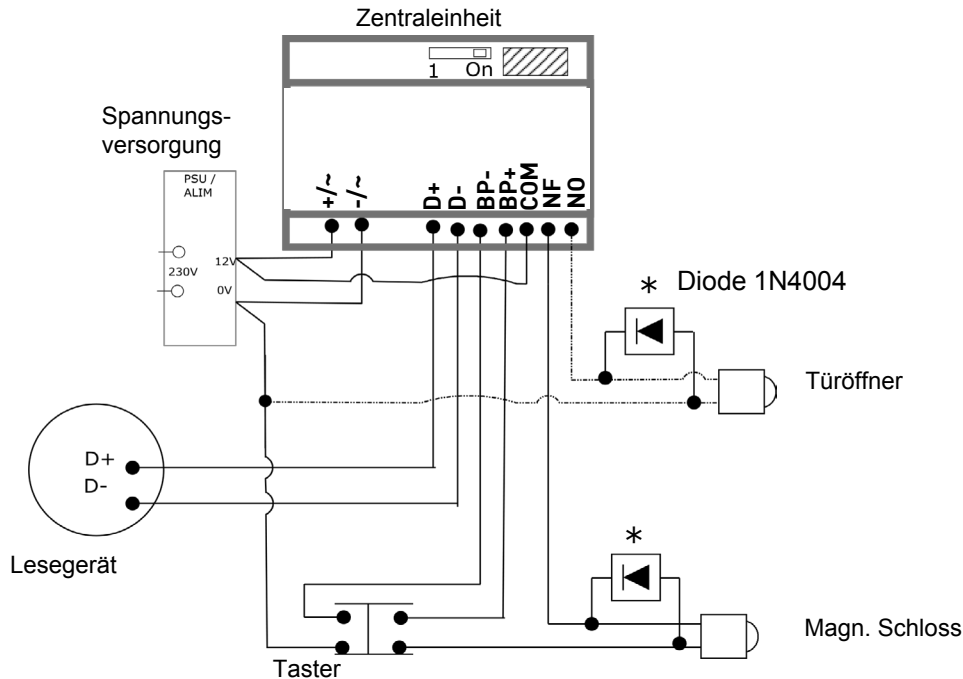 Zentraleinheit
1 On
Spannungs-
versorgung
PSU /
ALIM
230V
12V
0V
+/~
-/~
D+
D-
BP-
BP+
COM
NF
NO
* Diode 1N4004
Türöffner
D+
D-
Lesegerät
*
Magn. Schloss
Taster